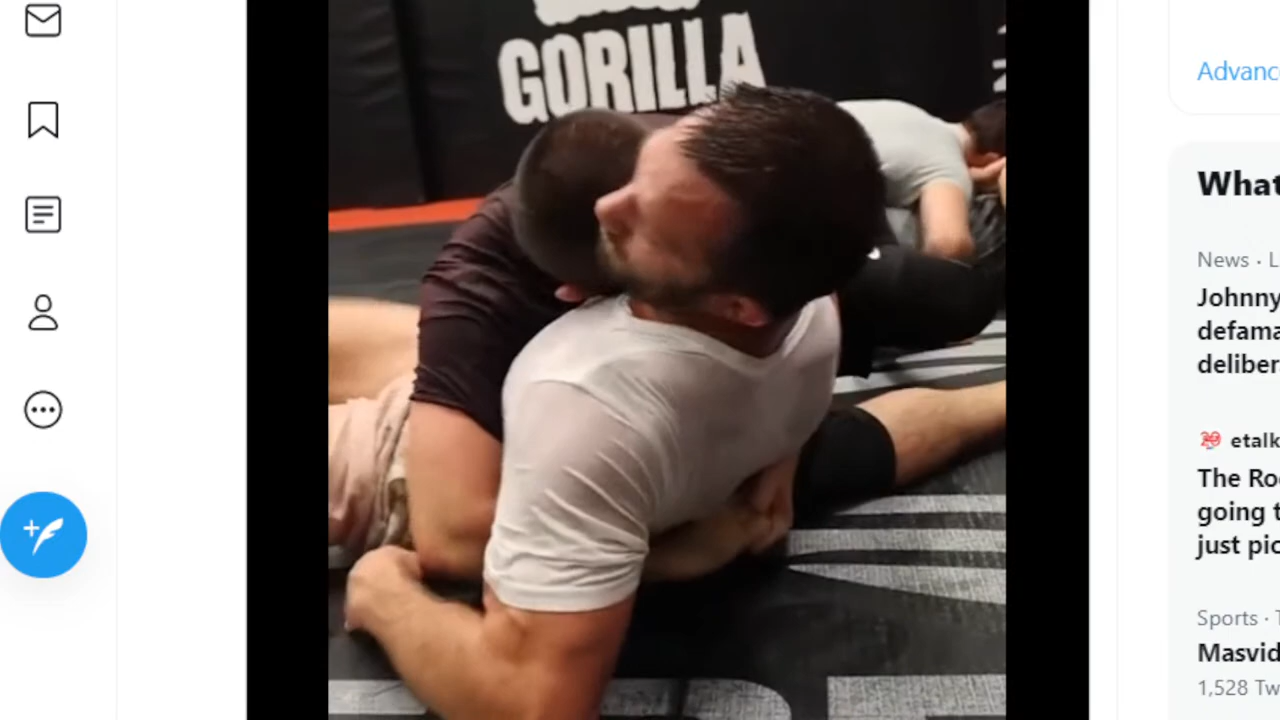 GORILLA
Advanc
What
News · L
Johnny
defama
deliber
etalk
The Ro
going t
just pic
Sports · T
Masvid
1,528 Tw